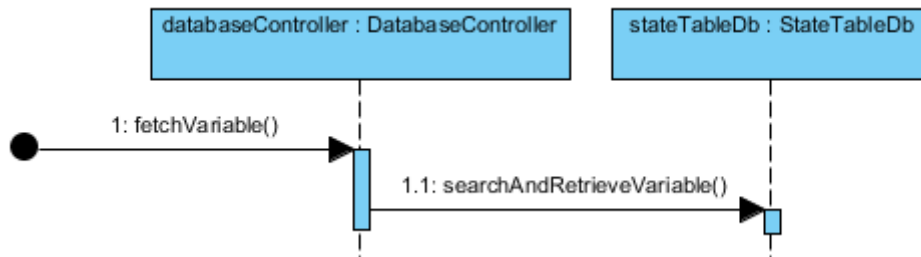 databaseController : DatabaseController
stateTableDb : StateTableDb
1: fetchVariable()
1.1: searchAndRetrieveVariable()